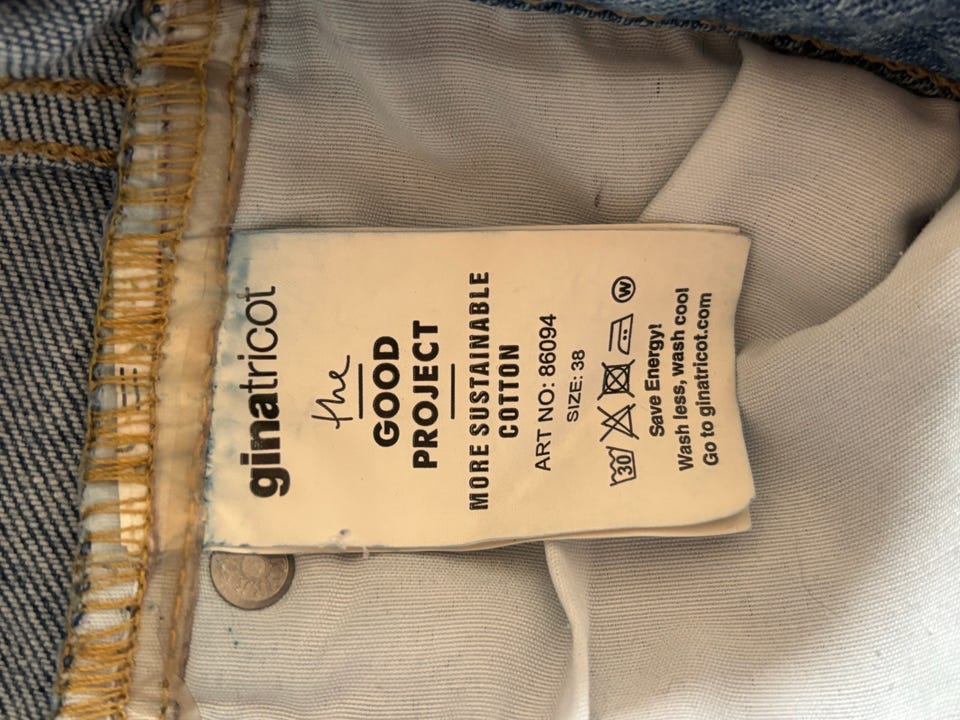 ginatricot
the
GOOD
PROJECT
MORE SUSTAINABLE
COTTON
ART NO: 86094
SIZE: 38
30 W
Save Energy!
Wash less, wash cool
Go to ginatricot.com